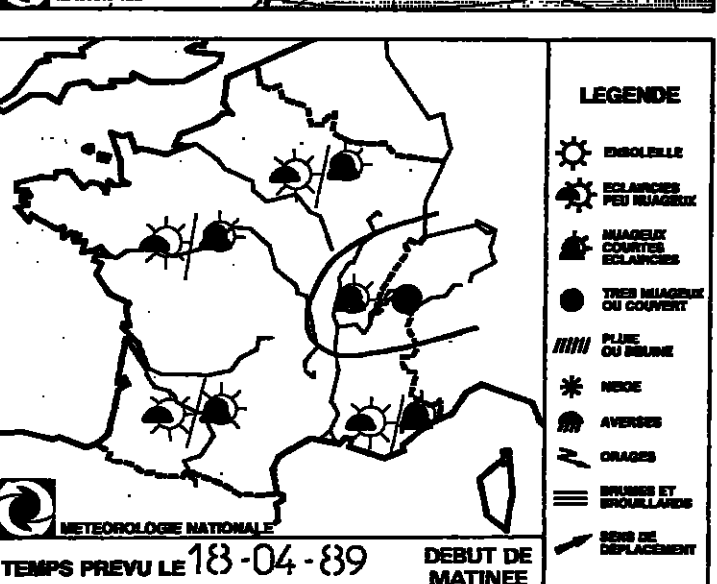 LEGENDE
ENSOLEILLE
ECLAIRCIES
PEU NUAGEUX
NUAGEUX
COURTES
ECLAIRCIES
TRES NUAGEUX
OU COUVERT
PLUIE
OU BRUINE
NEIGE
AVERSES
ORAGES
BRUMES ET
BROUILLARDS
SENS DE
DEPLACEMENT
METEOROLOGIE NATIONALE
TEMPS PREVU LE 18-04-89
DEBUT DE
MATINEE